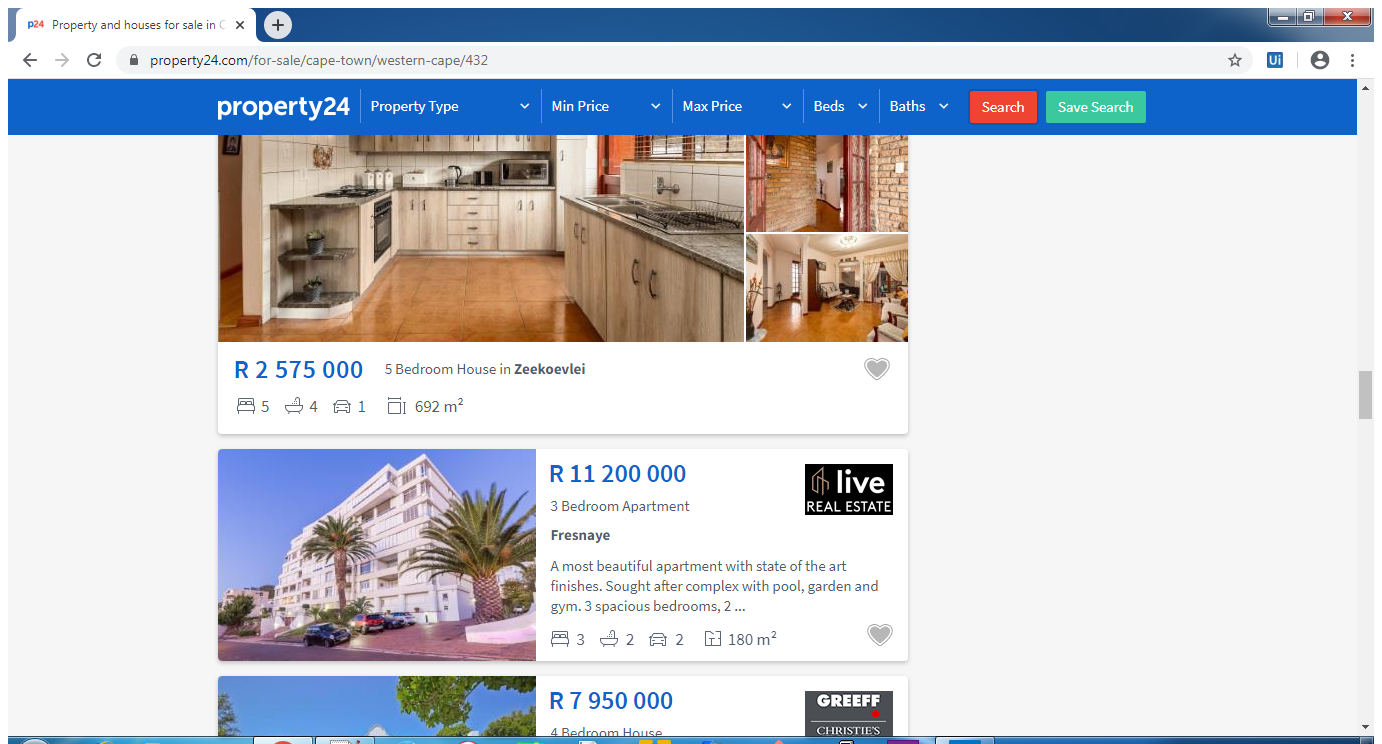 p24 Property and houses for sale in C
property24.com/for-sale/cape-town/western-cape/432
Ui
property24 Property Type Min Price Max Price Beds Baths Search Save Search
R 2 575 000 5 Bedroom House in Zeekoevlei
5 4 1 692 m²
R 11 200 000
live
REAL ESTATE
3 Bedroom Apartment
Fresnaye
A most beautiful apartment with state of the art
finishes. Sought after complex with pool, garden and
gym. 3 spacious bedrooms, 2 ...
3 2 2 180 m²
R 7 950 000
GREEFF
CHRISTIE'S
4 Bedroom House